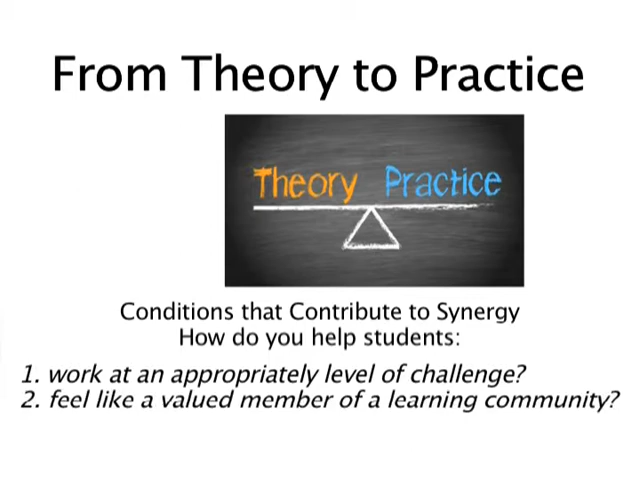 From Theory to Practice
Theory Practice
Conditions that Contribute to Synergy
How do you help students:
1. work at an appropriately level of challenge?
2. feel like a valued member of a learning community?